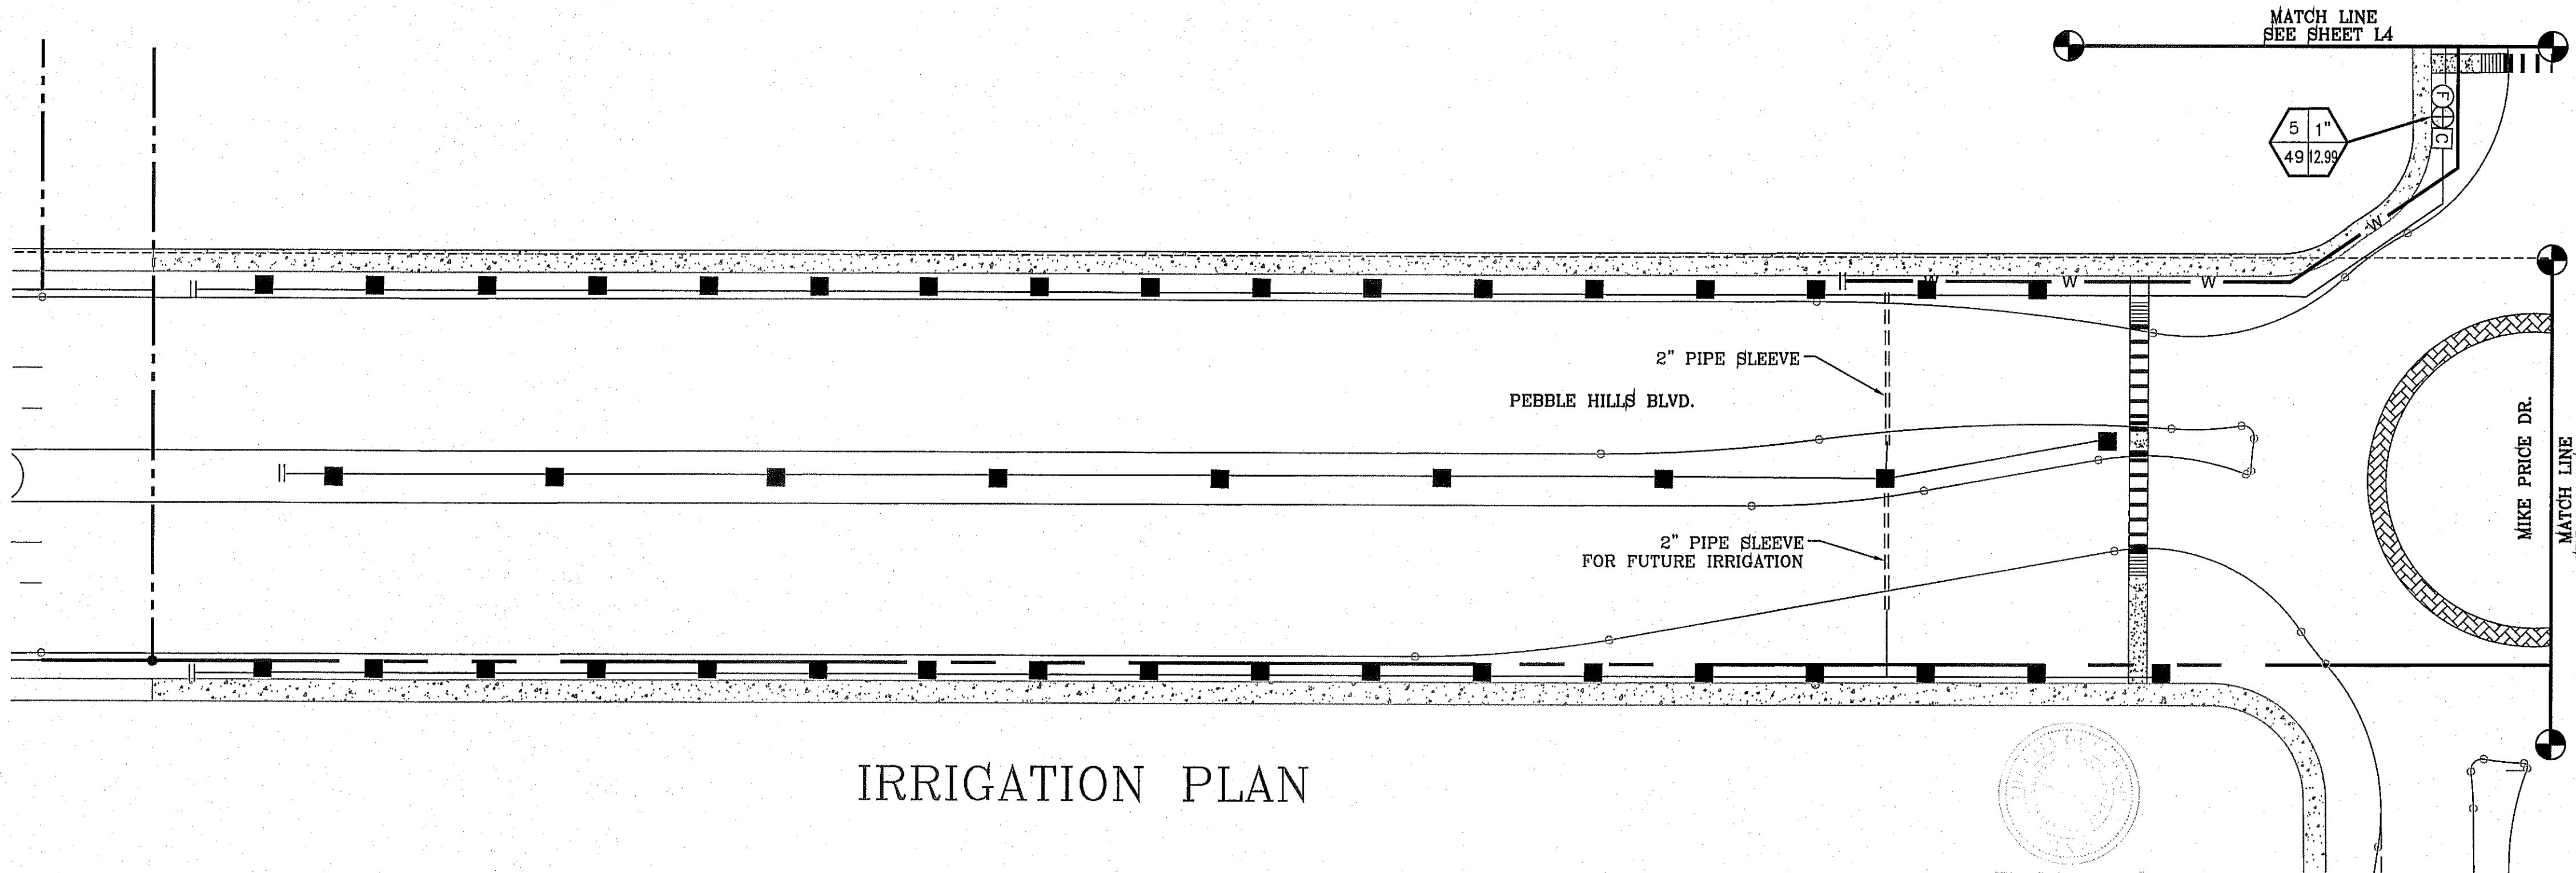 MATCH LINE
SEE SHEET L4
F
5 1"
49 12.99
C
W
W W W
2" PIPE SLEEVE
PEBBLE HILLS BLVD.
MIKE PRICE DR.
MATCH LINE
2" PIPE SLEEVE
FOR FUTURE IRRIGATION
IRRIGATION PLAN